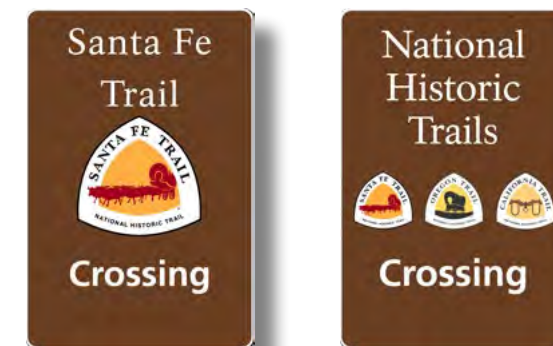 Santa Fe
Trail
SANTA FE TRAIL
NATIONAL HISTORIC TRAIL
Crossing
National
Historic
Trails
SANTA FE TRAIL
OREGON TRAIL
CALIFORNIA TRAIL
Crossing